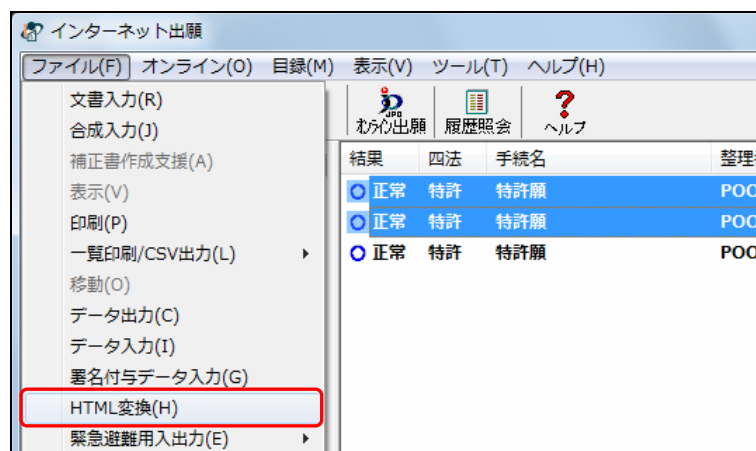 インターネット出願
ファイル(F) オンライン(O) 目録(M) 表示(V) ツール(T) ヘルプ(H)
文書入力(R)
合成入力(J)
補正書作成支援(A)
表示(V)
印刷(P)
一覧印刷/CSV出力(L)
移動(O)
データ出力(C)
データ入力(I)
署名付与データ入力(G)
HTML変換(H)
緊急避難用入出力(E)
JPO
オンライン出願 履歴照会 ヘルプ
結果 四法 手続名 整理
正常 特許 特許願 POO
正常 特許 特許願 POO
正常 特許 特許願 POO